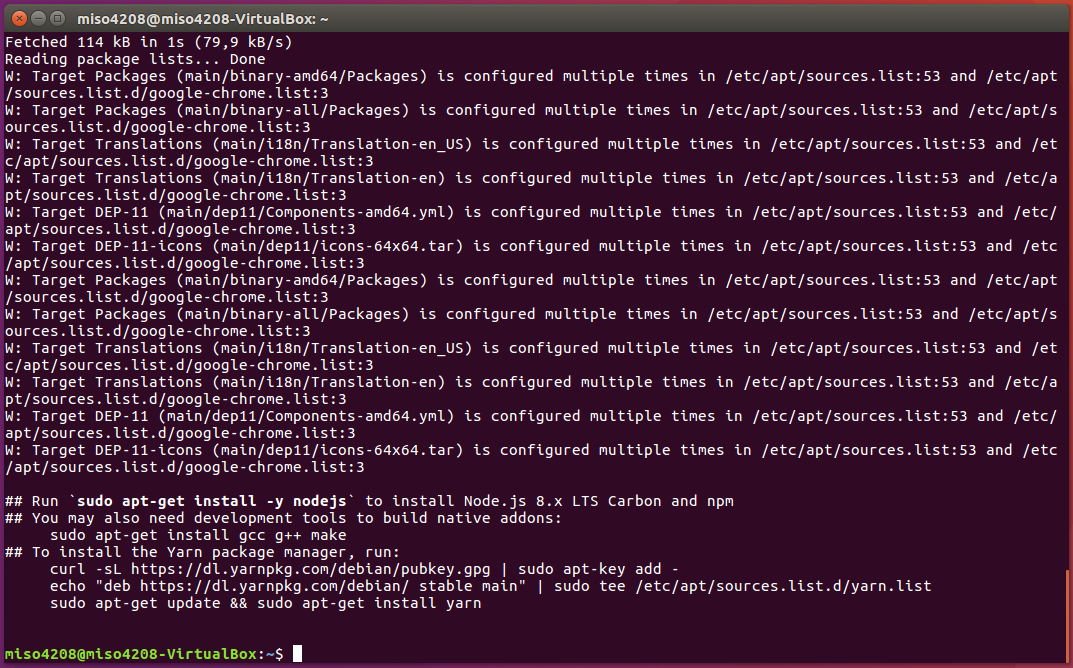 miso4208@miso4208-VirtualBox: ~
Fetched 114 kB in 1s (79,9 kB/s)
Reading package lists... Done
W: Target Packages (main/binary-amd64/Packages) is configured multiple times in /etc/apt/sources.list:53 and /etc/apt
/sources.list.d/google-chrome.list:3
W: Target Packages (main/binary-all/Packages) is configured multiple times in /etc/apt/sources.list:53 and /etc/apt/s
ources.list.d/google-chrome.list:3
W: Target Translations (main/i18n/Translation-en_US) is configured multiple times in /etc/apt/sources.list:53 and /et
c/apt/sources.list.d/google-chrome.list:3
W: Target Translations (main/i18n/Translation-en) is configured multiple times in /etc/apt/sources.list:53 and /etc/a
pt/sources.list.d/google-chrome.list:3
W: Target DEP-11 (main/dep11/Components-amd64.yml) is configured multiple times in /etc/apt/sources.list:53 and /etc/
apt/sources.list.d/google-chrome.list:3
W: Target DEP-11-icons (main/dep11/icons-64x64.tar) is configured multiple times in /etc/apt/sources.list:53 and /etc
/apt/sources.list.d/google-chrome.list:3
W: Target Packages (main/binary-amd64/Packages) is configured multiple times in /etc/apt/sources.list:53 and /etc/apt
/sources.list.d/google-chrome.list:3
W: Target Packages (main/binary-all/Packages) is configured multiple times in /etc/apt/sources.list:53 and /etc/apt/s
ources.list.d/google-chrome.list:3
W: Target Translations (main/i18n/Translation-en_US) is configured multiple times in /etc/apt/sources.list:53 and /et
c/apt/sources.list.d/google-chrome.list:3
W: Target Translations (main/i18n/Translation-en) is configured multiple times in /etc/apt/sources.list:53 and /etc/a
pt/sources.list.d/google-chrome.list:3
W: Target DEP-11 (main/dep11/Components-amd64.yml) is configured multiple times in /etc/apt/sources.list:53 and /etc/
apt/sources.list.d/google-chrome.list:3
W: Target DEP-11-icons (main/dep11/icons-64x64.tar) is configured multiple times in /etc/apt/sources.list:53 and /etc
/apt/sources.list.d/google-chrome.list:3
## Run `sudo apt-get install -y nodejs` to install Node.js 8.x LTS Carbon and npm
## You may also need development tools to build native addons:
     sudo apt-get install gcc g++ make
## To install the Yarn package manager, run:
     curl -sL https://dl.yarnpkg.com/debian/pubkey.gpg | sudo apt-key add -
     echo "deb https://dl.yarnpkg.com/debian/ stable main" | sudo tee /etc/apt/sources.list.d/yarn.list
     sudo apt-get update && sudo apt-get install yarn
miso4208@miso4208-VirtualBox:~$